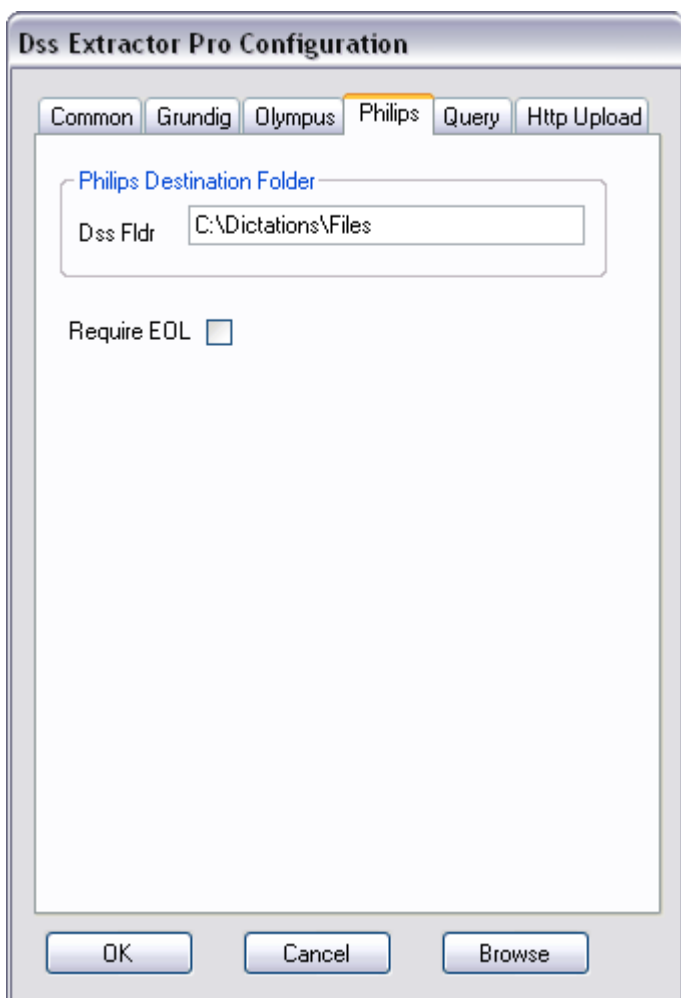 Dss Extractor Pro Configuration
Common Grundig Olympus Philips Query Http Upload
Philips Destination Folder
Dss Fldr C:\Dictations\Files
Require EOL
OK Cancel Browse